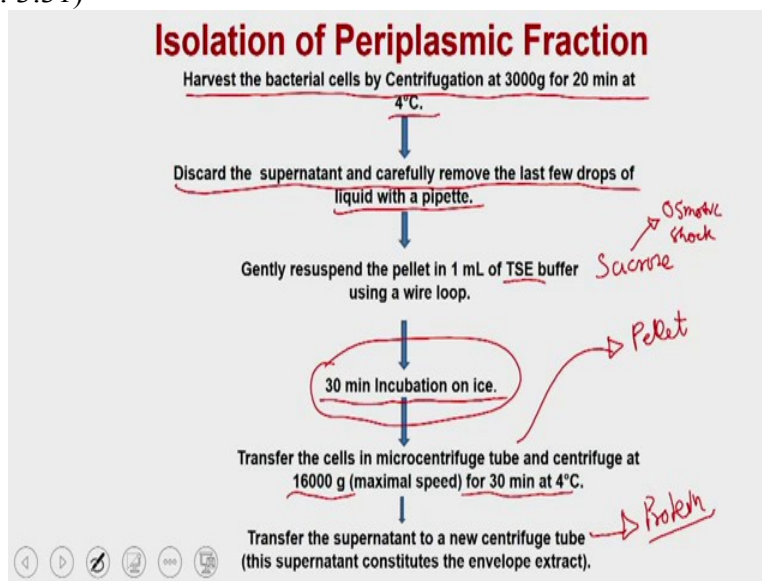 : 5:51)
Isolation of Periplasmic Fraction
Harvest the bacterial cells by Centrifugation at 3000g for 20 min at
4°C.
Discard the supernatant and carefully remove the last few drops of
liquid with a pipette.
Osmotic
shock
Gently resuspend the pellet in 1 mL of TSE buffer Sucrose
using a wire loop.
Pellet
30 min Incubation on ice.
Transfer the cells in microcentrifuge tube and centrifuge at
16000 g (maximal speed) for 30 min at 4°C.
Transfer the supernatant to a new centrifuge tube Protein
(this supernatant constitutes the envelope extract).